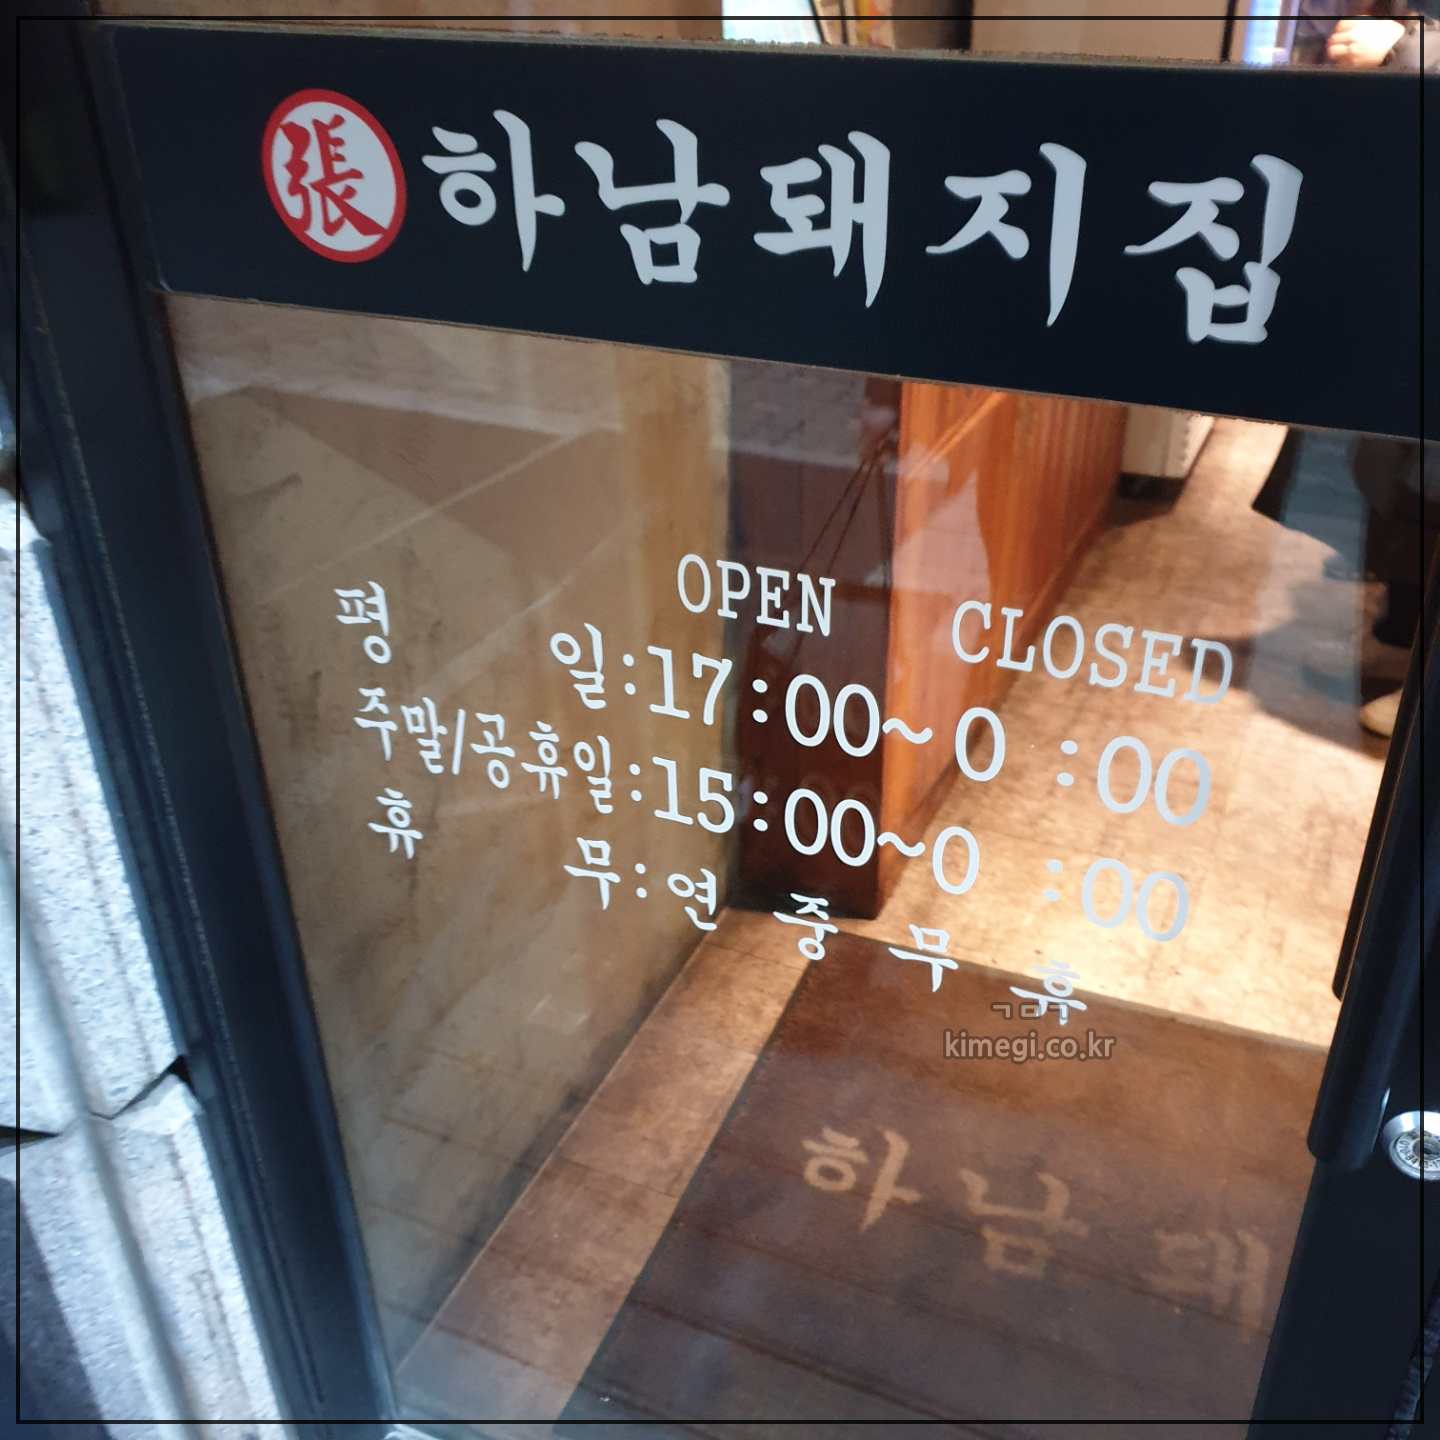 張 하남돼지집
OPEN CLOSED
평 일:17:00~0 :00
주말/공휴일:15:00~0 :00
휴 무:연 중 무 휴
ㄱㅁㄱ
kimegi.co.kr
하 남 돼